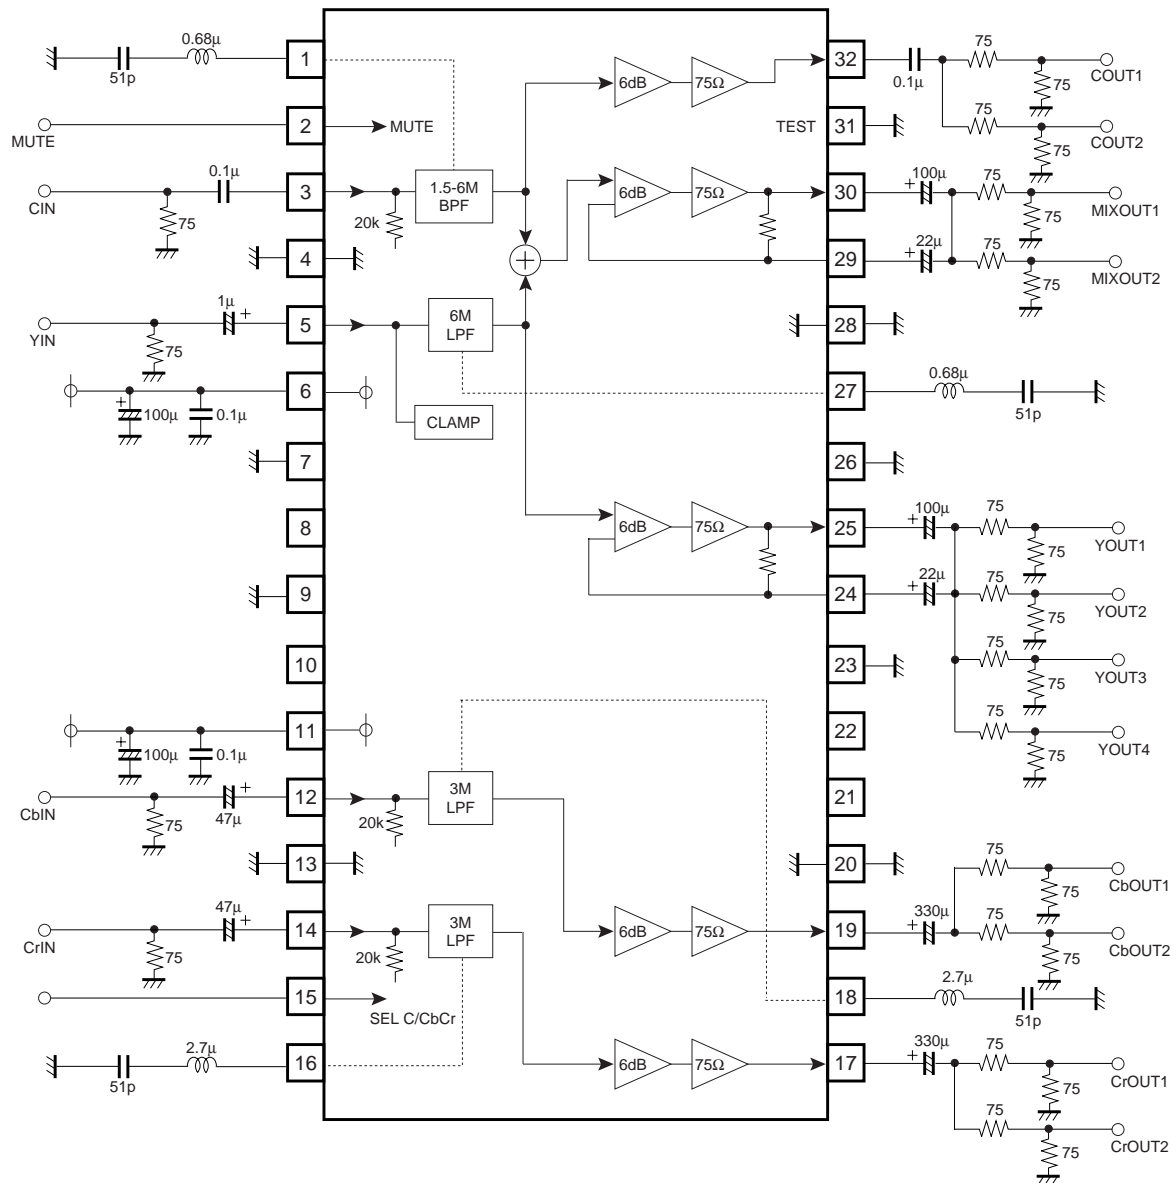 0.68μ
51p
1
MUTE
2
MUTE
CIN
0.1μ
75
3
20k
1.5-6M
BPF
4
YIN
1μ
75
5
6M
LPF
CLAMP
100μ
0.1μ
6
7
8
9
10
100μ
0.1μ
11
CbIN
75
47μ
12
20k
3M
LPF
13
CrIN
75
47μ
14
20k
3M
LPF
15
SEL C/CbCr
51p
2.7μ
16
6dB
75Ω
6dB
75Ω
6dB
75Ω
6dB
75Ω
6dB
75Ω
32
0.1μ
75
75
COUT1
75
75
COUT2
TEST
31
30
100μ
75
75
MIXOUT1
29
22μ
75
75
MIXOUT2
28
27
0.68μ
51p
26
25
100μ
75
75
YOUT1
24
22μ
75
75
YOUT2
23
75
75
YOUT3
22
75
75
YOUT4
21
20
75
75
CbOUT1
19
330μ
75
75
CbOUT2
18
2.7μ
51p
17
330μ
75
75
CrOUT1
75
75
CrOUT2